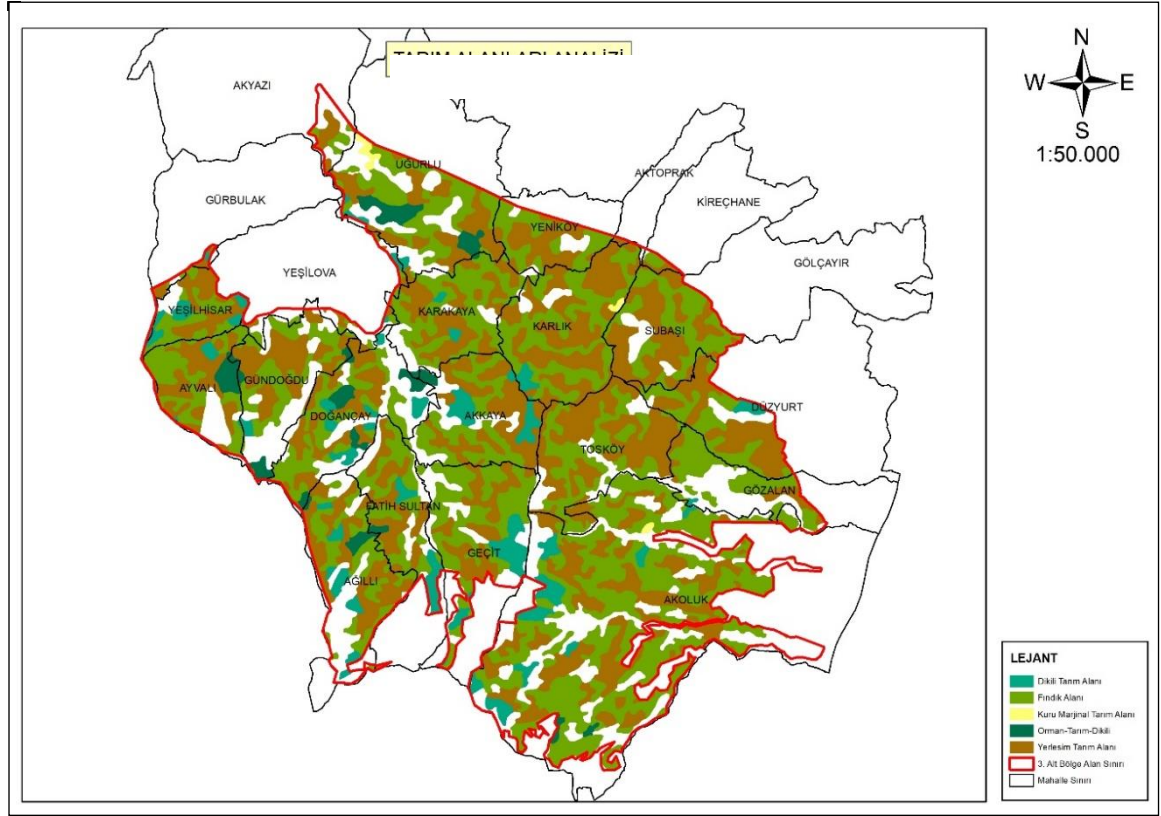 TARIM ALANLARI ANALİZİ
N
W E
S
1:50.000
AKYAZI
UĞURLU
AKTOPRAK
KİREÇHANE
GÜRBULAK
YENİKÖY
GÖLÇAYIR
YEŞİLOVA
YEŞİLHİSAR
KARAKAYA
KARLIK
SUBAŞI
AYVALI
GÜNDOĞDU
DOĞANÇAY
AKKAYA
DÜZYURT
TOSKÖY
GÖZALAN
FATİH SULTAN
GEÇİT
AĞILLI
AKOLUK
LEJANT
Dikili Tarım Alanı
Fındık Alanı
Kuru Marjinal Tarım Alanı
Orman-Tarım-Dikili
Yerleşim Tarım Alanı
3. Alt Bölge Alan Sınırı
Mahalle Sınırı